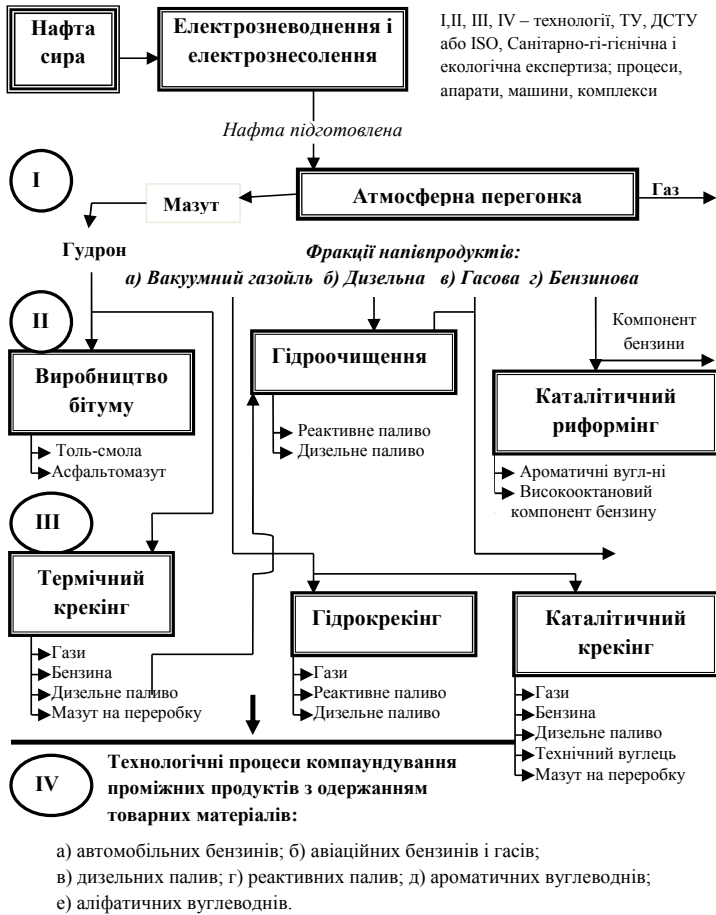 Нафта
сира
Електрозневоднення і
електрознесолення
І,ІІ, ІІІ, ІV – технології, ТУ, ДСТУ
або ISO, Санітарно-гі-гієнічна і
екологічна експертиза; процеси,
апарати, машини, комплекси
Нафта підготовлена
І
Мазут
Атмосферна перегонка
Газ
Гудрон
Фракції напівпродуктів:
а) Вакуумний газойль б) Дизельна в) Гасова г) Бензинова
ІІ
Компонент
бензини
Виробництво
бітуму
Гідроочищення
Каталітичний
риформінг
Толь-смола
Асфальтомазут
Реактивне паливо
Дизельне паливо
Ароматичні вугл-ні
Високооктановий
компонент бензину
ІІІ
Термічний
крекінг
Гідрокрекінг
Каталітичний
крекінг
Гази
Бензина
Дизельне паливо
Мазут на переробку
Гази
Реактивне паливо
Дизельне паливо
Гази
Бензина
Дизельне паливо
Технічний вуглець
Мазут на переробку
IV
Технологічні процеси компаундування
проміжних продуктів з одержанням
товарних матеріалів:
а) автомобільних бензинів; б) авіаційних бензинів і гасів;
в) дизельних палив; г) реактивних палив; д) ароматичних вуглеводнів;
е) аліфатичних вуглеводнів.